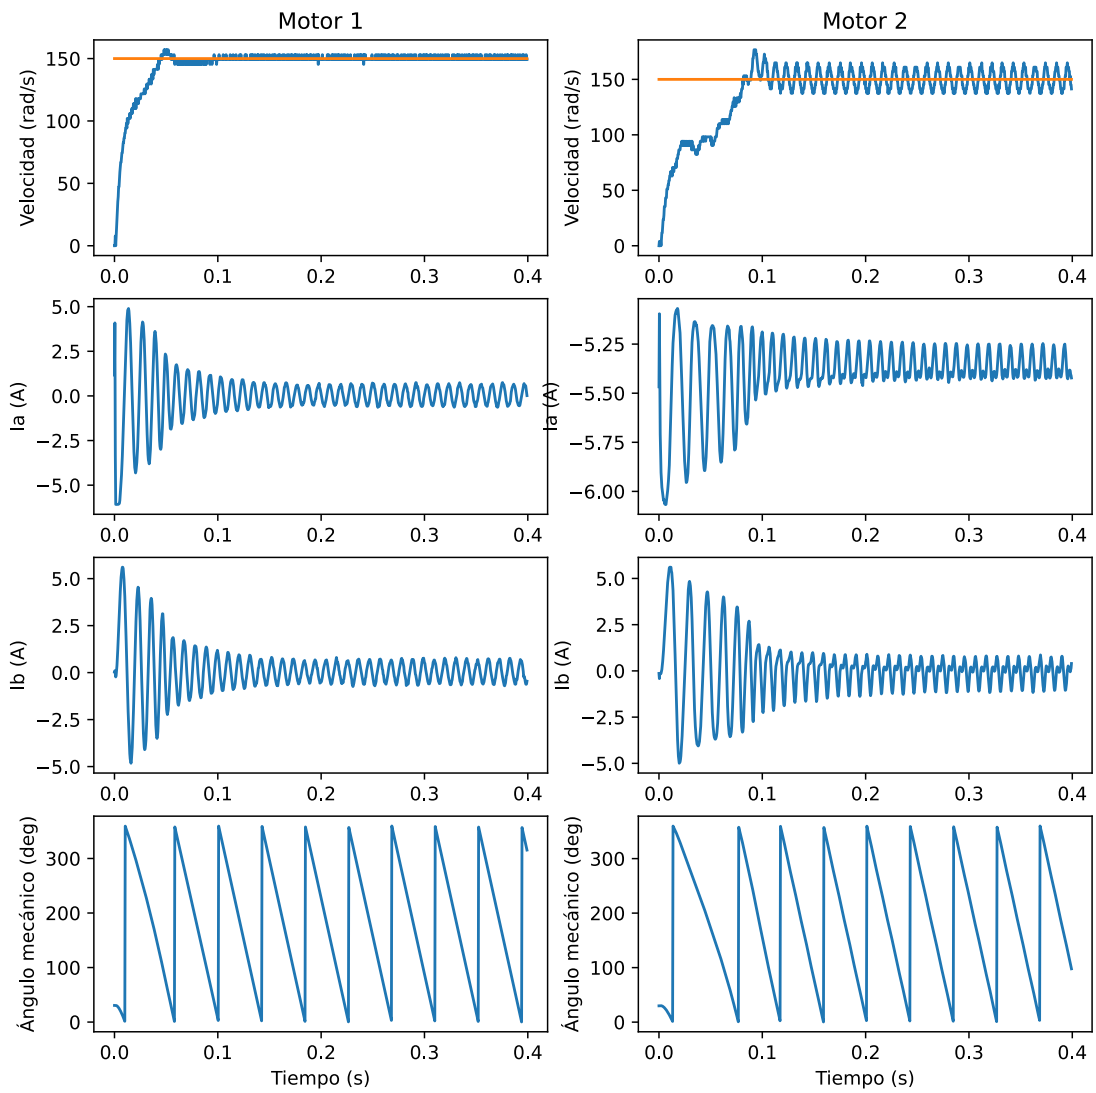 Motor 1
Velocidad (rad/s)
150
100
50
0
0.0 0.1 0.2 0.3 0.4
Motor 2
Velocidad (rad/s)
150
100
50
0
0.0 0.1 0.2 0.3 0.4
Ia (A)
5.0
2.5
0.0
−2.5
−5.0
0.0 0.1 0.2 0.3 0.4
Ia (A)
−5.25
−5.50
−5.75
−6.00
0.0 0.1 0.2 0.3 0.4
Ib (A)
5.0
2.5
0.0
−2.5
−5.0
0.0 0.1 0.2 0.3 0.4
Ib (A)
5.0
2.5
0.0
−2.5
−5.0
0.0 0.1 0.2 0.3 0.4
Ángulo mecánico (deg)
300
200
100
0
0.0 0.1 0.2 0.3 0.4
Tiempo (s)
Ángulo mecánico (deg)
300
200
100
0
0.0 0.1 0.2 0.3 0.4
Tiempo (s)